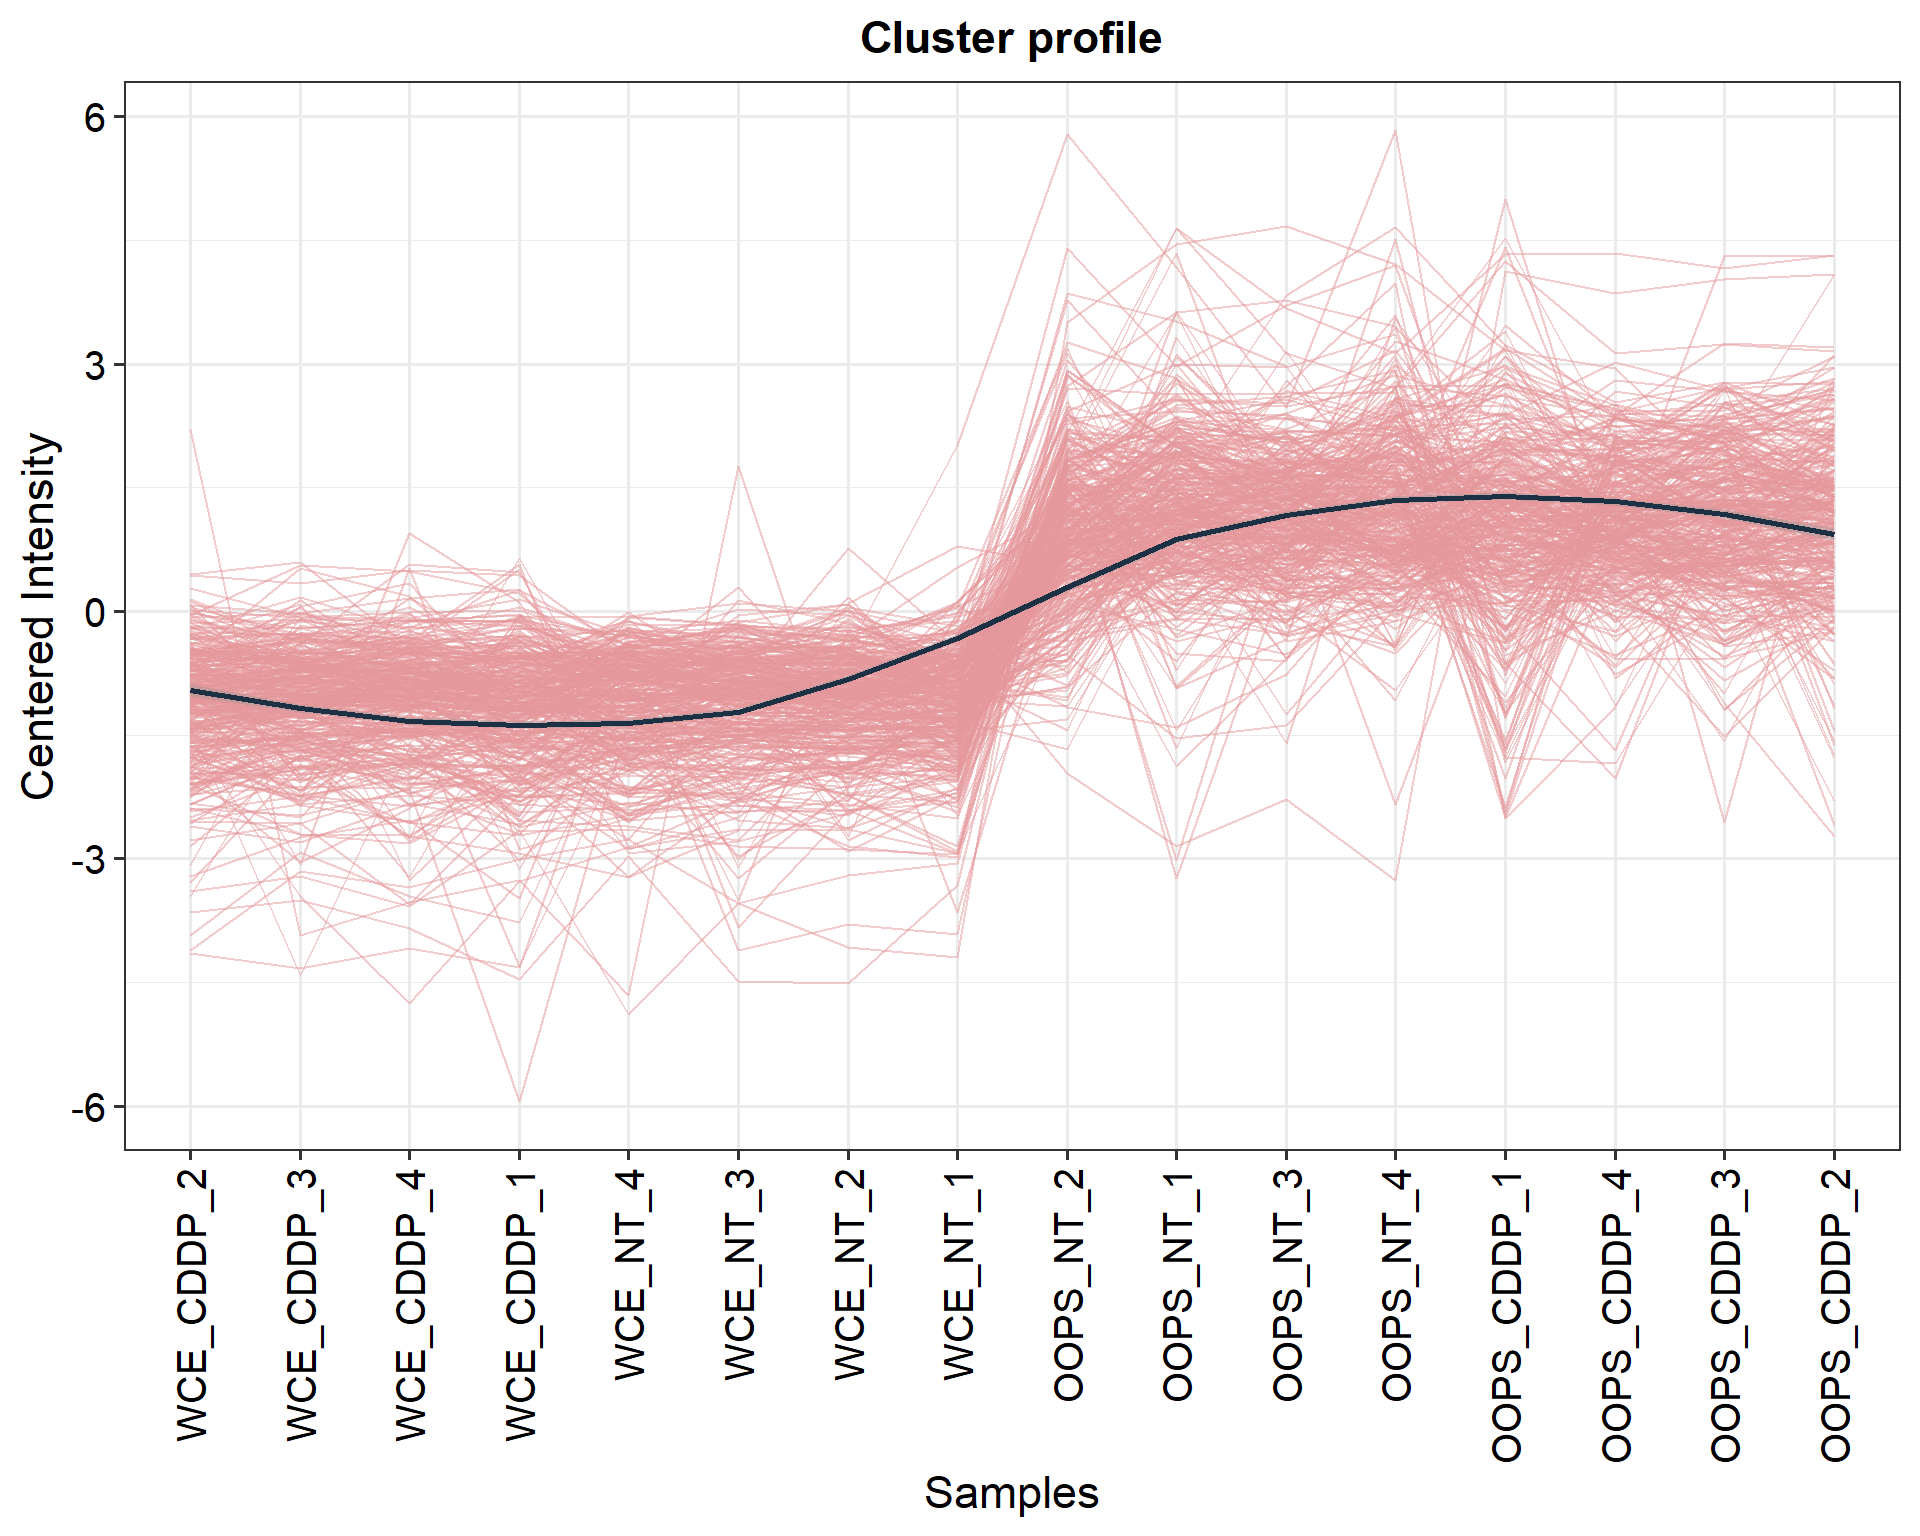 Cluster profile
6
3
0
-3
-6
Centered Intensity
WCE_CDDP_2
WCE_CDDP_3
WCE_CDDP_4
WCE_CDDP_1
WCE_NT_4
WCE_NT_3
WCE_NT_2
WCE_NT_1
OOPS_NT_2
OOPS_NT_1
OOPS_NT_3
OOPS_NT_4
OOPS_CDDP_1
OOPS_CDDP_4
OOPS_CDDP_3
OOPS_CDDP_2
Samples